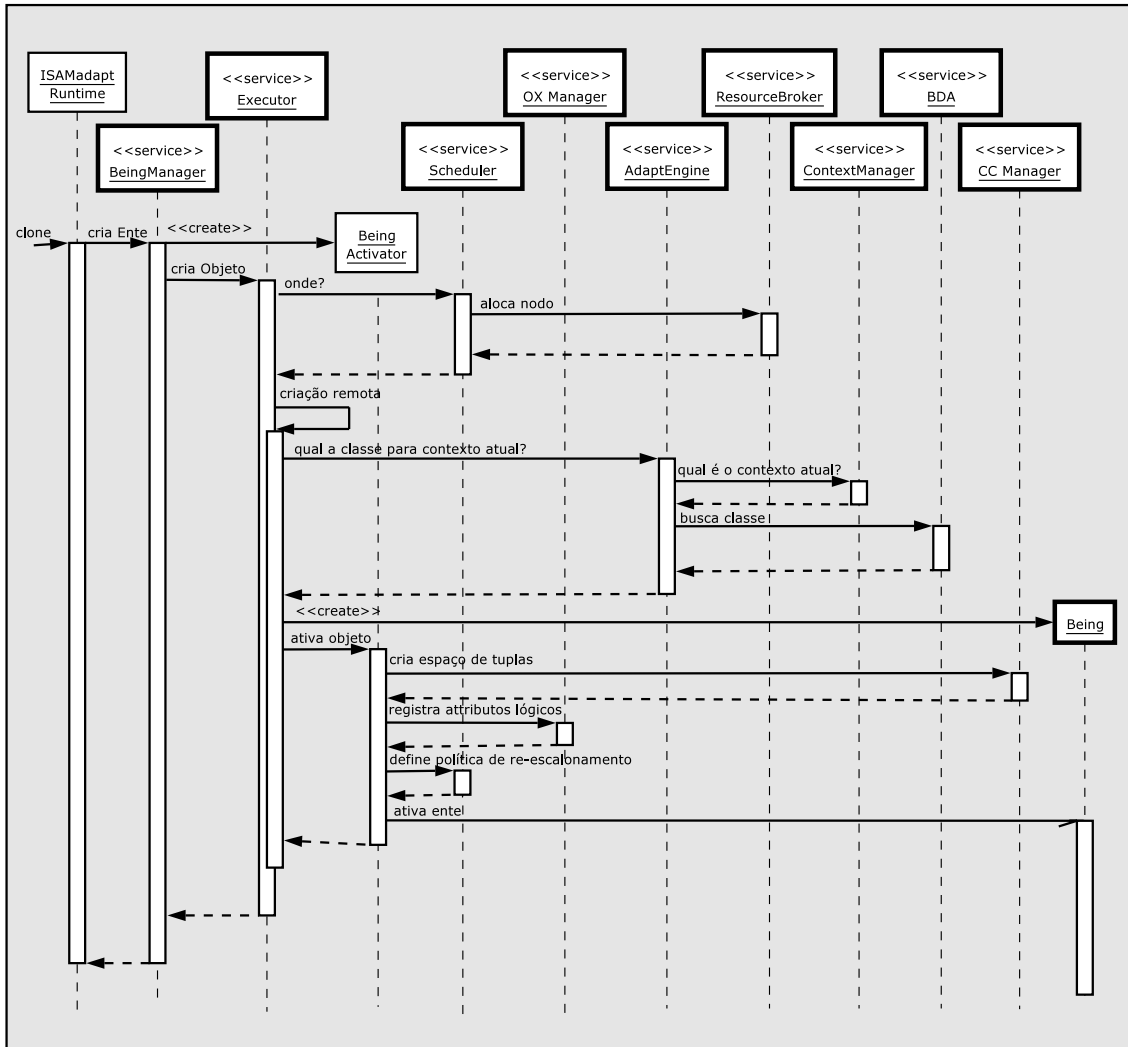 ISAMadapt
Runtime
<<service>>
Executor
<<service>>
OX Manager
<<service>>
ResourceBroker
<<service>>
BDA
<<service>>
BeingManager
<<service>>
Scheduler
<<service>>
AdaptEngine
<<service>>
ContextManager
<<service>>
CC Manager
clone
cria Ente
<<create>>
Being
Activator
cria Objeto
onde?
aloca nodo
criação remota
qual a classe para contexto atual?
qual é o contexto atual?
busca classe
<<create>>
Being
ativa objeto
cria espaço de tuplas
registra attributos lógicos
define política de re-escalonamento
ativa ente